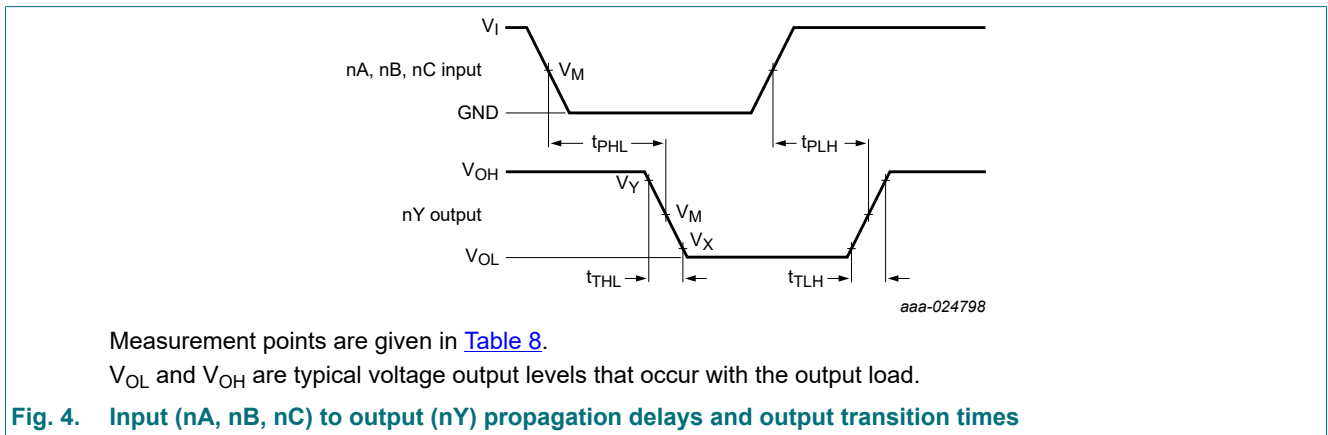 VI
nA, nB, nC input
VM
GND
tPHL
tPLH
VOH
VY
nY output
VM
VX
VOL
tTHL
tTLH
aaa-024798
Measurement points are given in Table 8.
VOL and VOH are typical voltage output levels that occur with the output load.
Fig. 4. Input (nA, nB, nC) to output (nY) propagation delays and output transition times